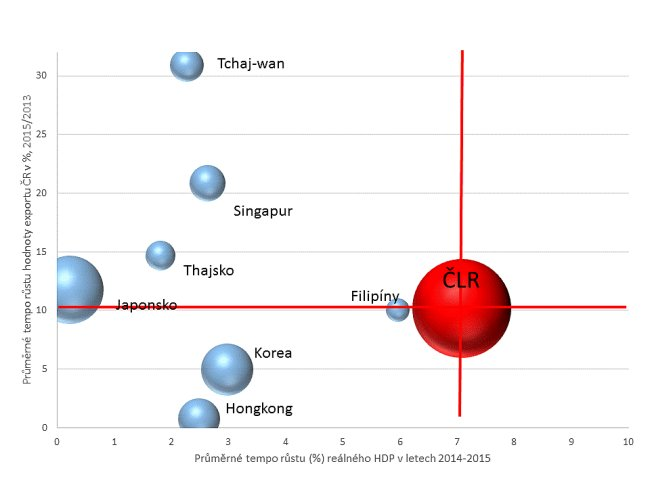 Průměrné tempo růstu hodnoty exportu ČR v %, 2015/2013
30
25
20
15
10
5
0
Tchaj-wan
Singapur
Thajsko
Japonsko
Filipíny
ČLR
Korea
Hongkong
0 1 2 3 4 5 6 7 8 9 10
Průměrné tempo růstu (%) reálného HDP v letech 2014-2015